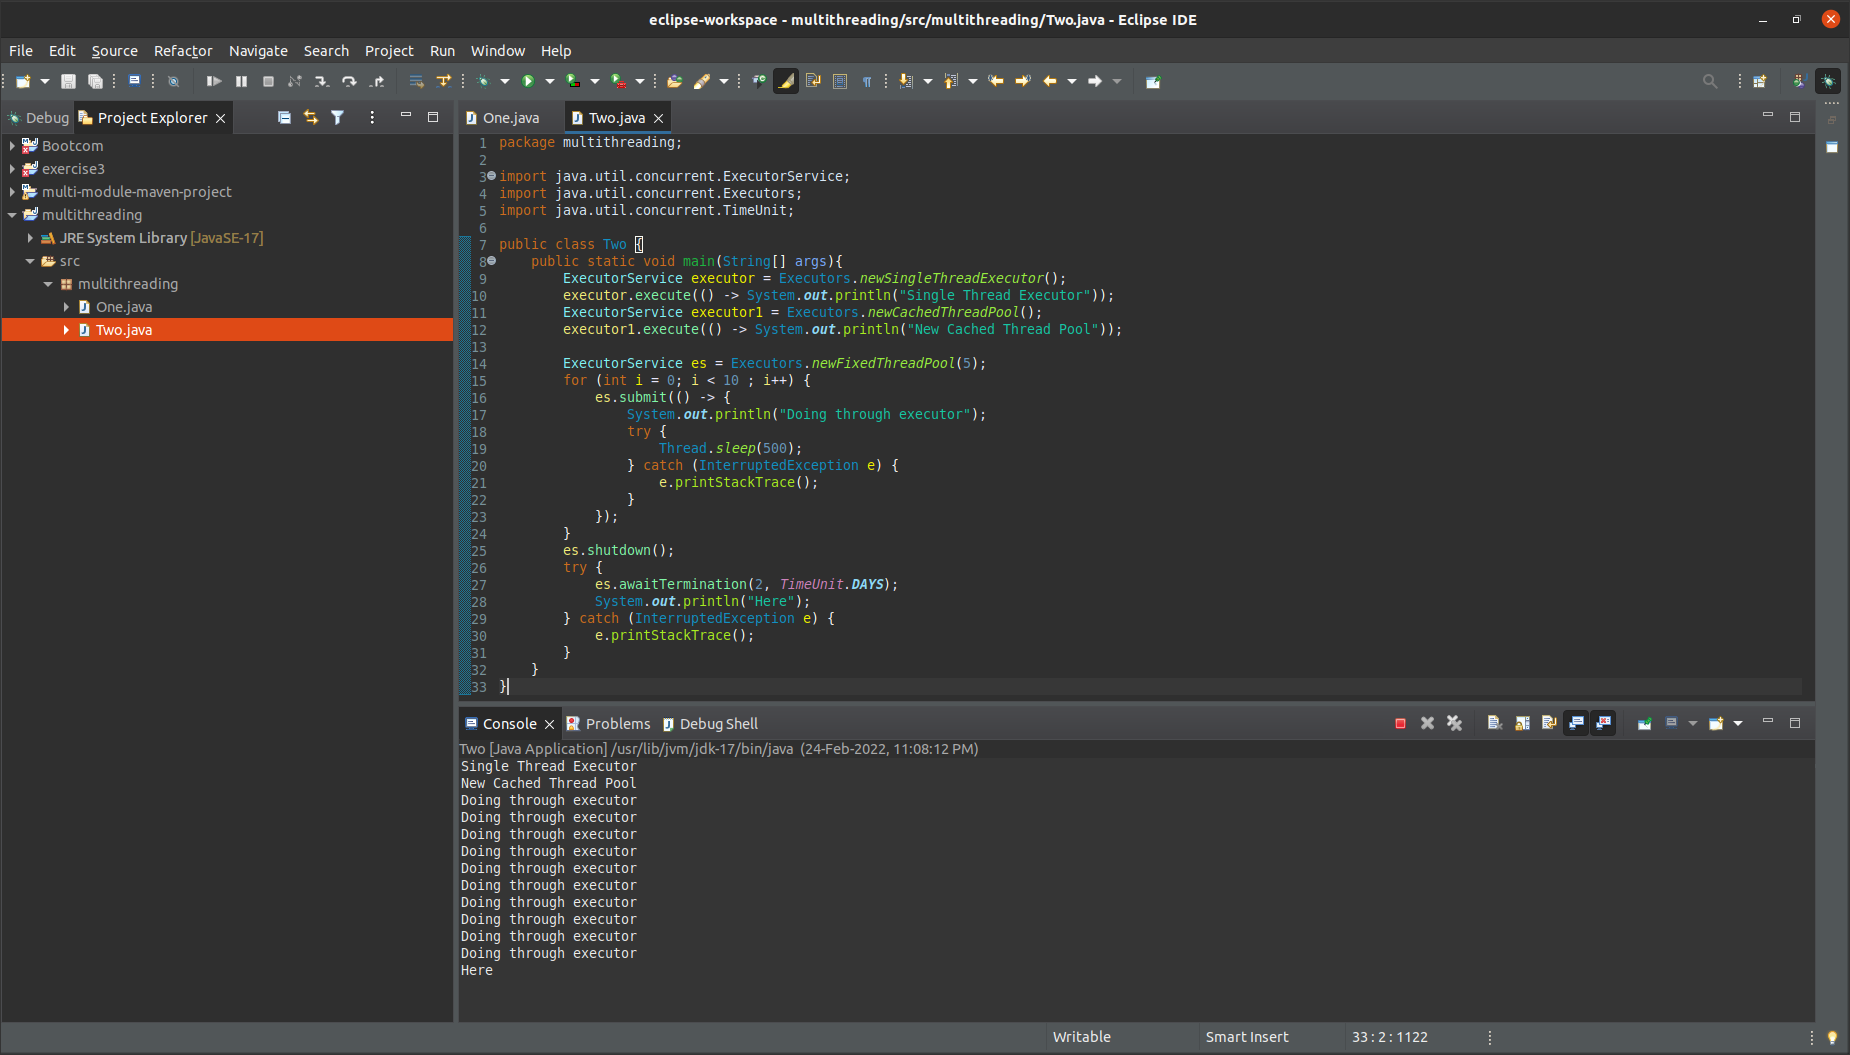 eclipse-workspace - multithreading/src/multithreading/Two.java - Eclipse IDE
File Edit Source Refactor Navigate Search Project Run Window Help
Debug Project Explorer
Bootcom
exercise3
multi-module-maven-project
multithreading
JRE System Library [JavaSE-17]
src
multithreading
One.java
Two.java
One.java Two.java
1 package multithreading;
2
3 import java.util.concurrent.ExecutorService;
4 import java.util.concurrent.Executors;
5 import java.util.concurrent.TimeUnit;
6
7 public class Two {
8     public static void main(String[] args){
9         ExecutorService executor = Executors.newSingleThreadExecutor();
10         executor.execute(() -> System.out.println("Single Thread Executor"));
11         ExecutorService executor1 = Executors.newCachedThreadPool();
12         executor1.execute(() -> System.out.println("New Cached Thread Pool"));
13
14         ExecutorService es = Executors.newFixedThreadPool(5);
15         for (int i = 0; i < 10 ; i++) {
16             es.submit(() -> {
17                 System.out.println("Doing through executor");
18                 try {
19                     Thread.sleep(500);
20                 } catch (InterruptedException e) {
21                     e.printStackTrace();
22                 }
23             });
24         }
25         es.shutdown();
26         try {
27             es.awaitTermination(2, TimeUnit.DAYS);
28             System.out.println("Here");
29         } catch (InterruptedException e) {
30             e.printStackTrace();
31         }
32     }
33 }
Console Problems Debug Shell
Two [Java Application] /usr/lib/jvm/jdk-17/bin/java (24-Feb-2022, 11:08:12 PM)
Single Thread Executor
New Cached Thread Pool
Doing through executor
Doing through executor
Doing through executor
Doing through executor
Doing through executor
Doing through executor
Doing through executor
Doing through executor
Doing through executor
Doing through executor
Here
Writable Smart Insert 33 : 2 : 1122